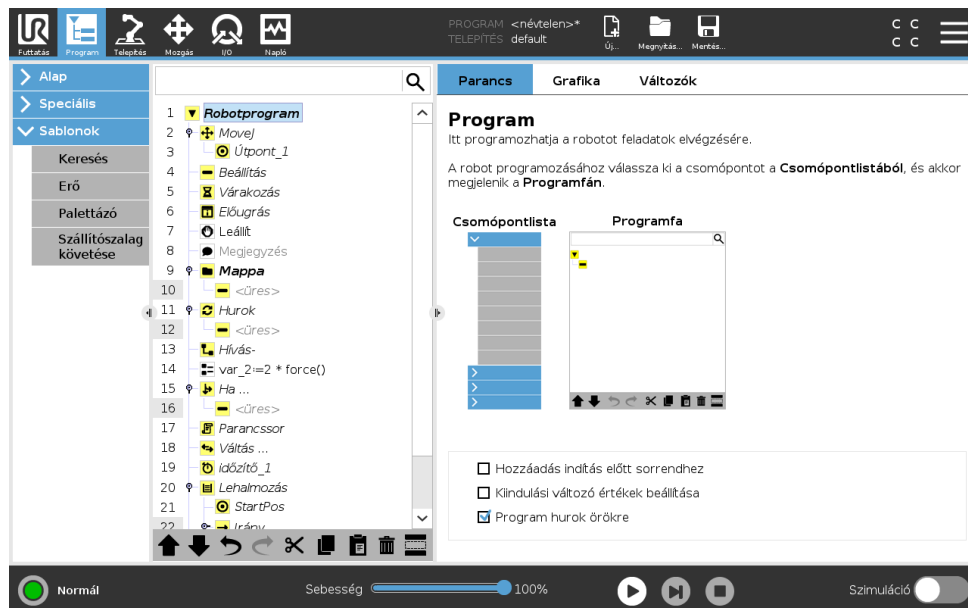 Futtatás
Program
Telepítés
Mozgás
I/O
Napló
PROGRAM <névtelen>*
TELEPÍTÉS default
Új...
Megnyitás...
Mentés...
C C
C C
Alap
Speciális
Sablonok
Keresés
Erő
Palettázó
Szállítószalag
követése
1 Robotprogram
2 MoveJ
3 Útpont_1
4 Beállítás
5 Várakozás
6 Előugrás
7 Leállít
8 Megjegyzés
9 Mappa
10 <üres>
11 Hurok
12 <üres>
13 Hívás-
14 var_2:=2 * force()
15 Ha ...
16 <üres>
17 Parancssor
18 Váltás ...
19 időzítő_1
20 Lehalmozás
21 StartPos
22 Irány
Parancs
Grafika
Változók
Program
Itt programozhatja a robotot feladatok elvégzésére.
A robot programozásához válassza ki a csomópontot a Csomópontlistából, és akkor
megjelenik a Programfán.
Csomópontlista
Programfa
Hozzáadás indítás előtt sorrendhez
Kiindulási változó értékek beállítása
Program hurok örökre
Normál
Sebesség
100%
Szimuláció